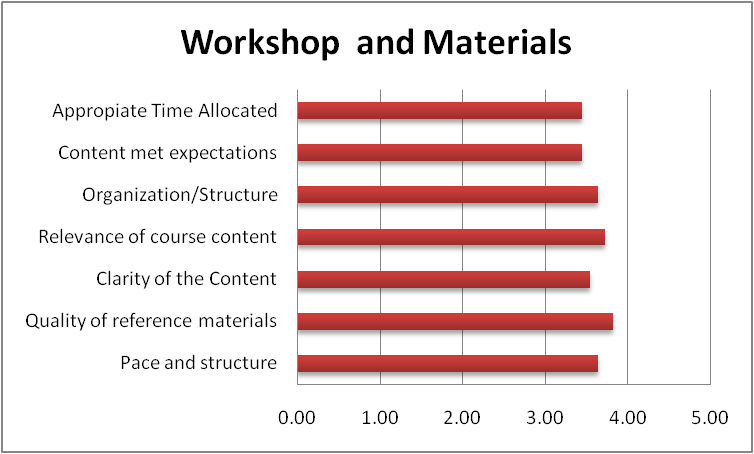 Workshop  and Materials
Appropiate Time Allocated
Content met expectations
Organization/Structure
Relevance of course content
Clarity of the Content
Quality of reference materials
Pace and structure
0.00 1.00 2.00 3.00 4.00 5.00